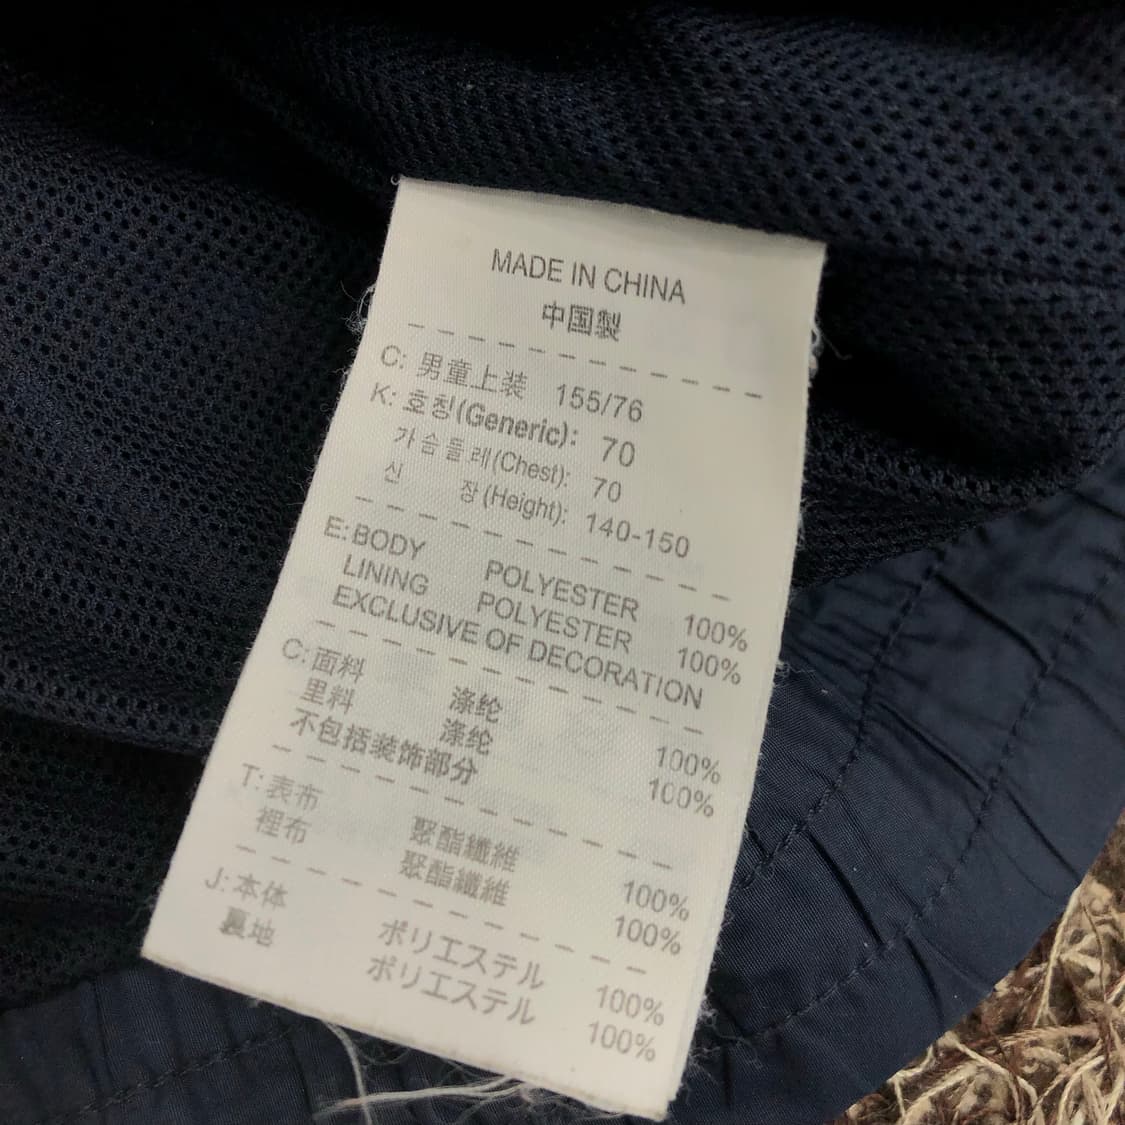 MADE IN CHINA
中国製
C: 男童上装 155/76
K: 호칭(Generic): 70
가슴둘레(Chest): 70
신 장(Height): 140-150
E: BODY POLYESTER 100%
LINING POLYESTER 100%
EXCLUSIVE OF DECORATION
C: 面料 涤纶 100%
里料 涤纶 100%
不包括装饰部分
T: 表布 聚酯纖維 100%
裡布 聚酯纖維 100%
J: 本体 ポリエステル 100%
裏地 ポリエステル 100%